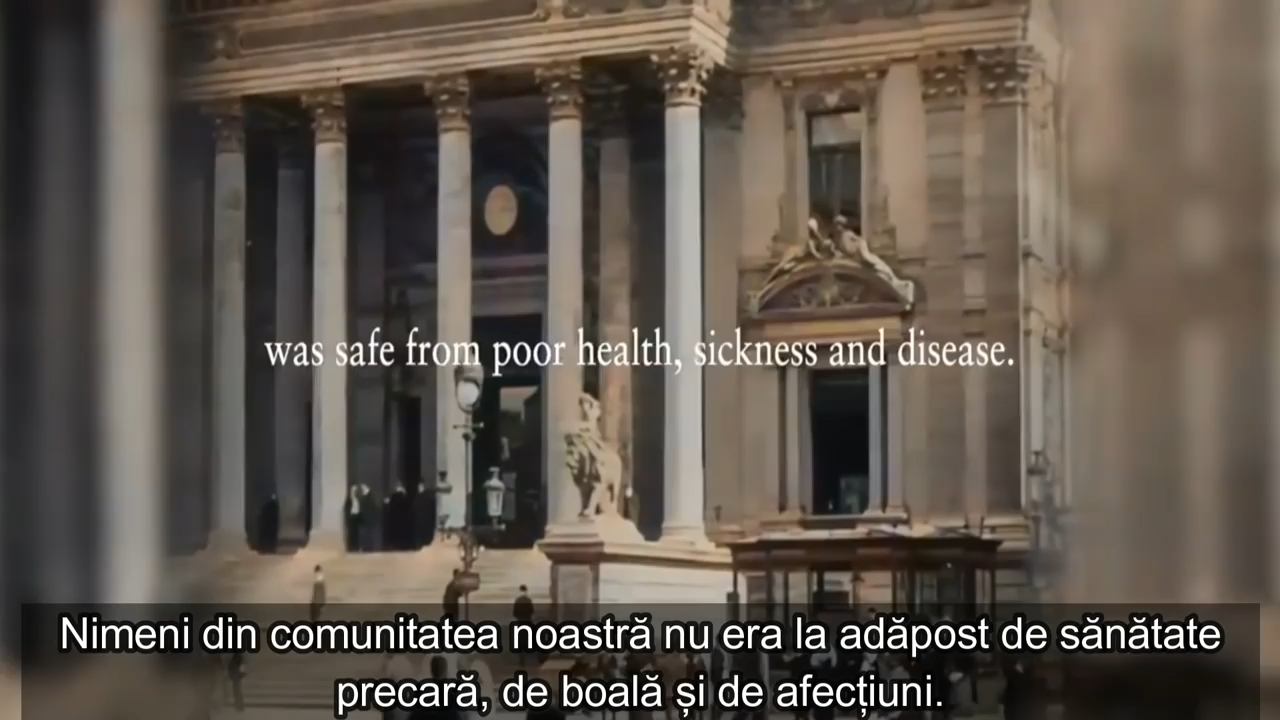 was safe from poor health, sickness and disease.
Nimeni din comunitatea noastră nu era la adăpost de sănătate
precară, de boală și de afecțiuni.